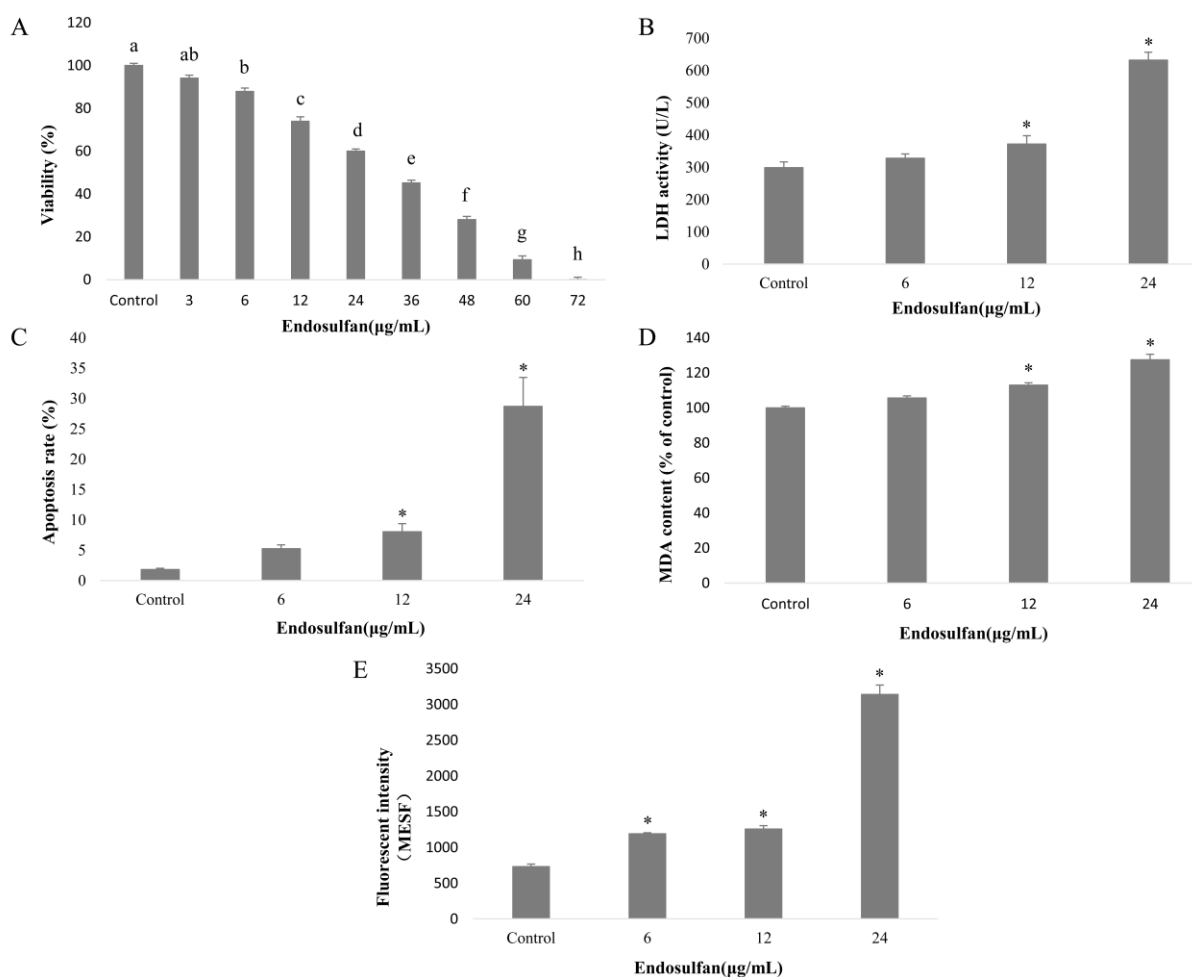 A
Viability (%)
120
100
80
60
40
20
0
a
ab
b
c
d
e
f
g
h
Control 3 6 12 24 36 48 60 72
Endosulfan(μg/mL)
B
LDH activity (U/L)
700
600
500
400
300
200
100
0
*
*
Control 6 12 24
Endosulfan(μg/mL)
C
Apoptosis rate (%)
40
35
30
25
20
15
10
5
0
*
*
Control 6 12 24
Endosulfan(μg/mL)
D
MDA content (% of control)
140
120
100
80
60
40
20
0
*
*
Control 6 12 24
Endosulfan(μg/mL)
E
Fluorescent intensity
(MESF)
3500
3000
2500
2000
1500
1000
500
0
*
*
*
Control 6 12 24
Endosulfan(μg/mL)